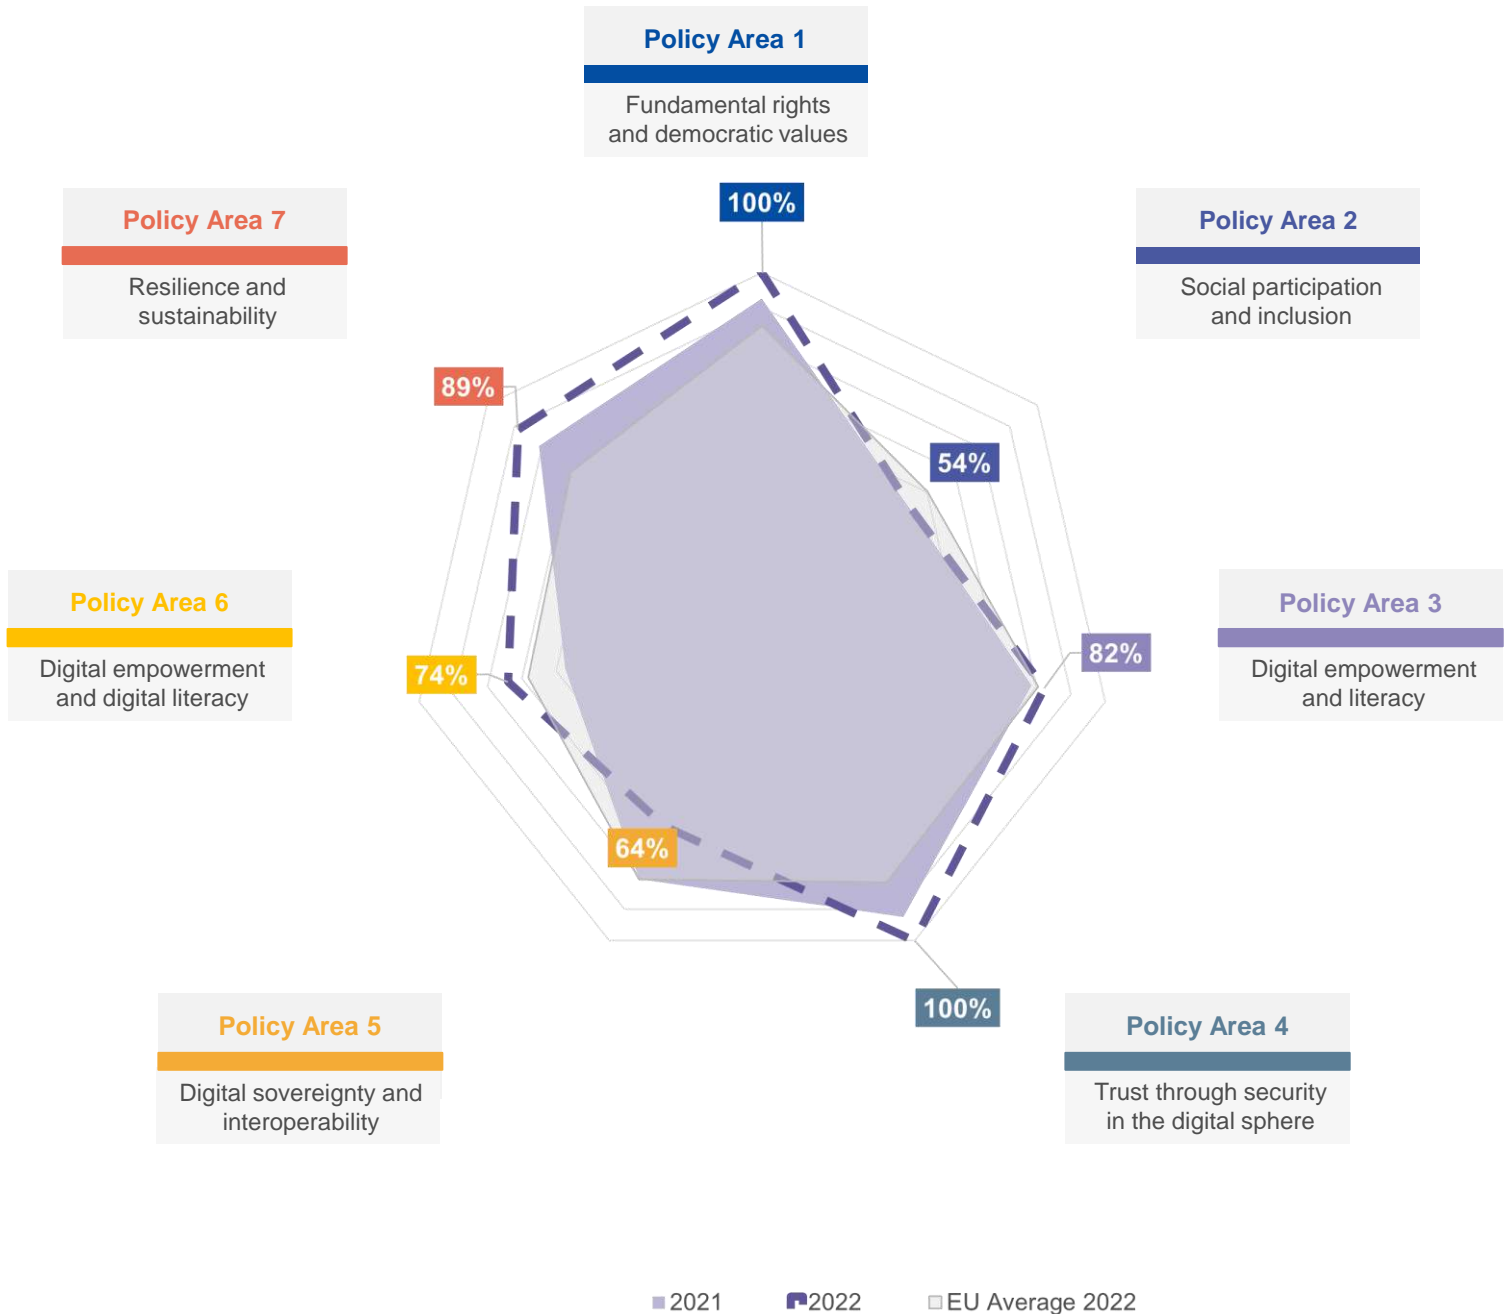 Policy Area 1
Fundamental rights
and democratic values
100%
Policy Area 7
Resilience and
sustainability
Policy Area 2
Social participation
and inclusion
89%
54%
Policy Area 6
Digital empowerment
and digital literacy
74%
82%
Policy Area 3
Digital empowerment
and literacy
64%
100%
Policy Area 5
Digital sovereignty and
interoperability
Policy Area 4
Trust through security
in the digital sphere
2021
2022
EU Average 2022